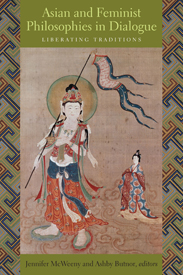 Asian and Feminist
Philosophies in Dialogue
LIBERATING TRADITIONS
Jennifer McWeeny and Ashby Butnor, editors